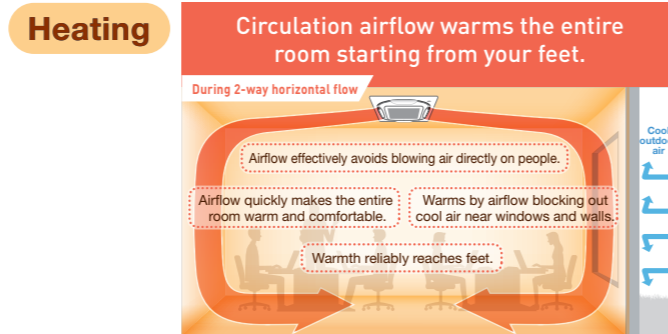 Heating
Circulation airflow warms the entire
room starting from your feet.
During 2-way horizontal flow
Airflow effectively avoids blowing air directly on people.
Airflow quickly makes the entire
room warm and comfortable.
Warms by airflow blocking out
cool air near windows and walls.
Warmth reliably reaches feet.
Cool
air